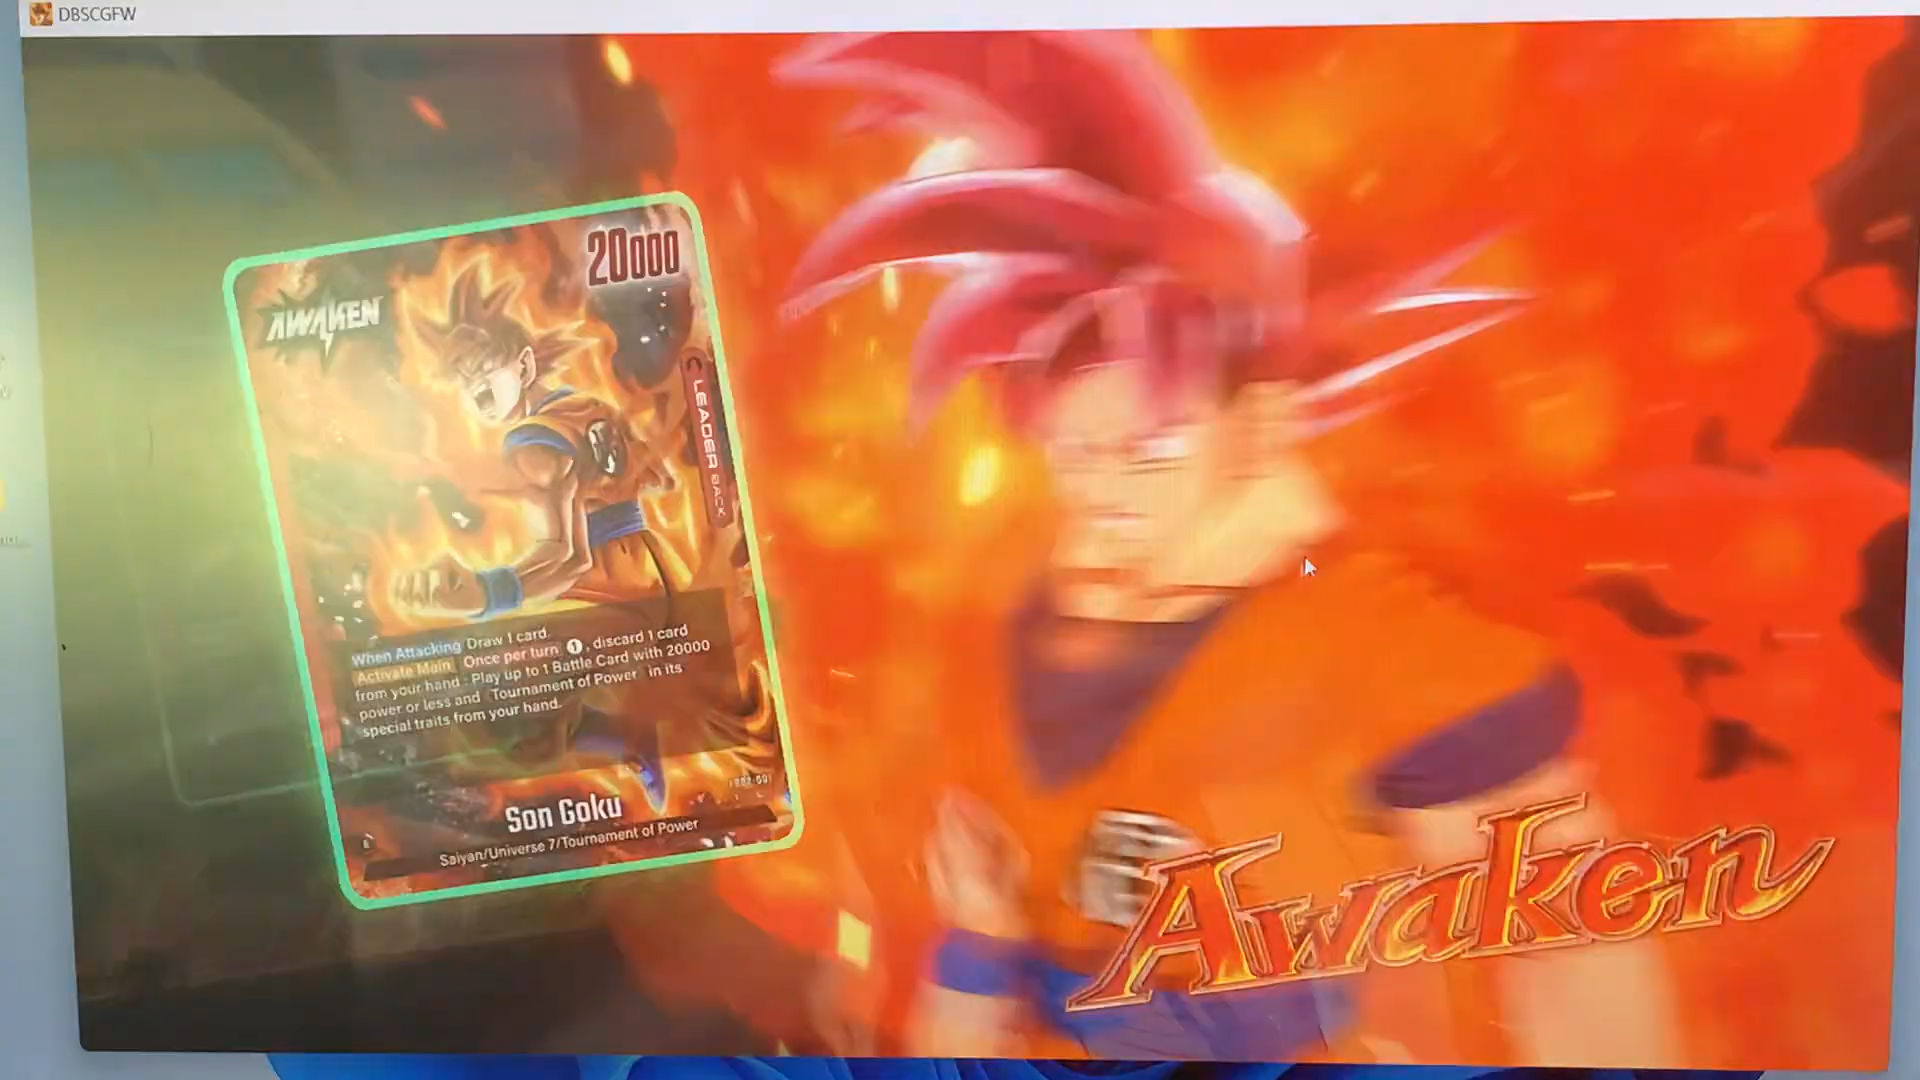 DBSCGFW
20000
AWAKEN
LEADER BACK
When Attacking Draw 1 card.
Activate Main Once per turn 1, discard 1 card
from your hand : Play up to 1 Battle Card with 20000
power or less and Tournament of Power in its
special traits from your hand.
Son Goku
Saiyan/Universe 7/Tournament of Power
Awaken